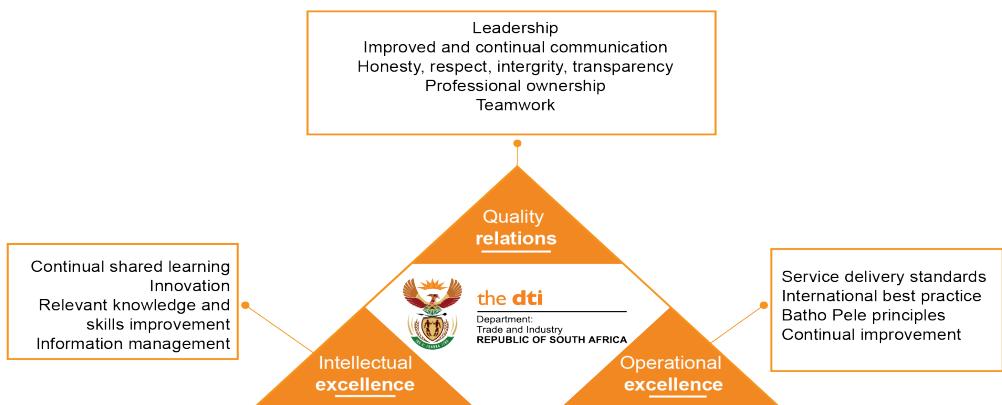 Leadership
Improved and continual communication
Honesty, respect, intergrity, transparency
Professional ownership
Teamwork
Quality
relations
Continual shared learning
Innovation
Relevant knowledge and
skills improvement
Information management
the dti
Department:
Trade and Industry
REPUBLIC OF SOUTH AFRICA
Service delivery standards
International best practice
Batho Pele principles
Continual improvement
Intellectual
excellence
Operational
excellence